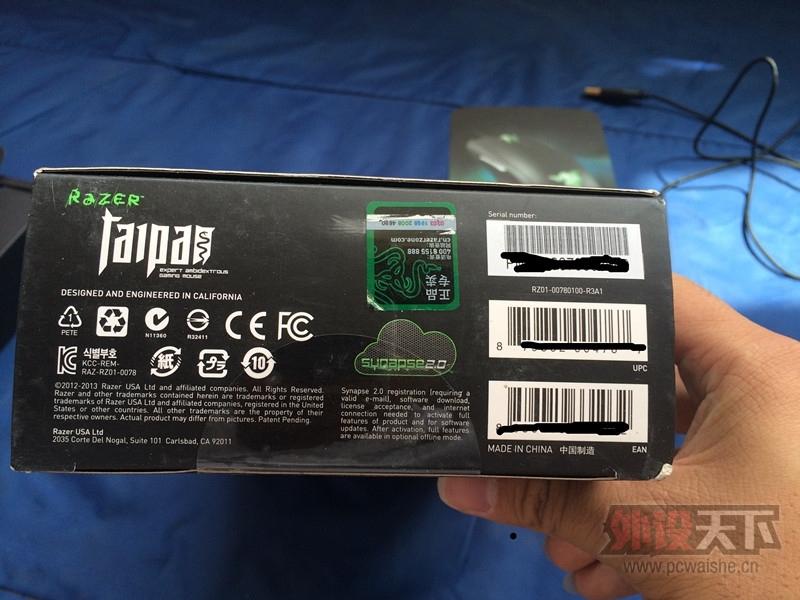 RAZER™
Taipan
expert ambidextrous
gaming mouse
DESIGNED AND ENGINEERED IN CALIFORNIA
PETE
N11360
R32411
CE FC
식별부호
KCC-REM-
RAZ-RZ01-0078
紙 プラ 10
©2012-2013 Razer USA Ltd and affiliated companies. All Rights Reserved.
Razer and other trademarks contained herein are trademarks or registered
trademarks of Razer USA Ltd and affiliated companies, registered in the United
States or other countries. All other trademarks are the property of their
respective owners. Actual product may differ from pictures. Patent Pending.
Razer USA Ltd
2035 Corte Del Nogal, Suite 101 Carlsbad, CA 92011
正品
专卖
400 6155 888
cn.razerzone.com
synapse 2.0
Synapse 2.0 registration (requiring a
valid e-mail), software download,
license acceptance, and internet
connection needed to activate full
features of product and for software
updates. After activation, full features
are available in optional offline mode.
Serial number:
RZ01-00780100-R3A1
8
UPC
EAN
MADE IN CHINA 中国制造
外设天下
www.pcwaishe.cn